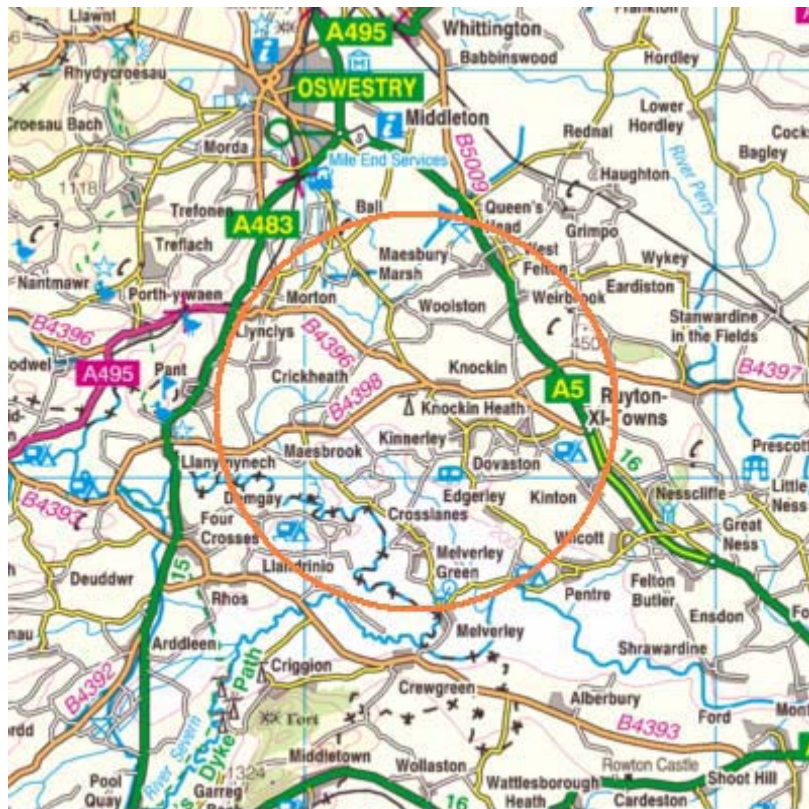 Llawnt
A495
Whittington
Babbinswood
Hordley
Rhydycroesau
OSWESTRY
Middleton
Lower
Hordley
Croesau Bach
Morda
Mile End Services
S
B5009
Rednal
Bagley
Haughton
River Perry
1118
Trefonen
Ball
Queen's
Head
Grimpo
A483
Treflach
Maesbury
Marsh
West
Felton
Wykey
Eardiston
Nantmawr
Porth-y-waen
Morton
Woolston
Weirbrook
Stanwardine
in the Fields
B4396
Llynclys
B4396
450
A495
Pant
Crickheath
Knockin
B4397
B4398
A5
Ruyton-
XI-Towns
Knockin Heath
Kinnerley
Maesbrook
Dovaston
16
Prescott
Llanymynech
Domgay
Edgerley
Kinton
Nesscliffe
Little
Ness
B4393
Four
Crosses
Crosslanes
Wilcott
Great
Ness
Llandrinio
Melverley
Green
Deuddwr
15
Rhos
Pentre
Felton
Butler
Ensdon
Arddleen
Melverley
Shrawardine
Criggion
B4392
Crewgreen
Alberbury
Ford
B4393
Fort
River Severn
's Dyke Path
Middletown
Rowton Castle
1324
Wollaston
Shoot Hill
Pool
Quay
Garreg
16
Wattlesborough
Heath
Cardeston